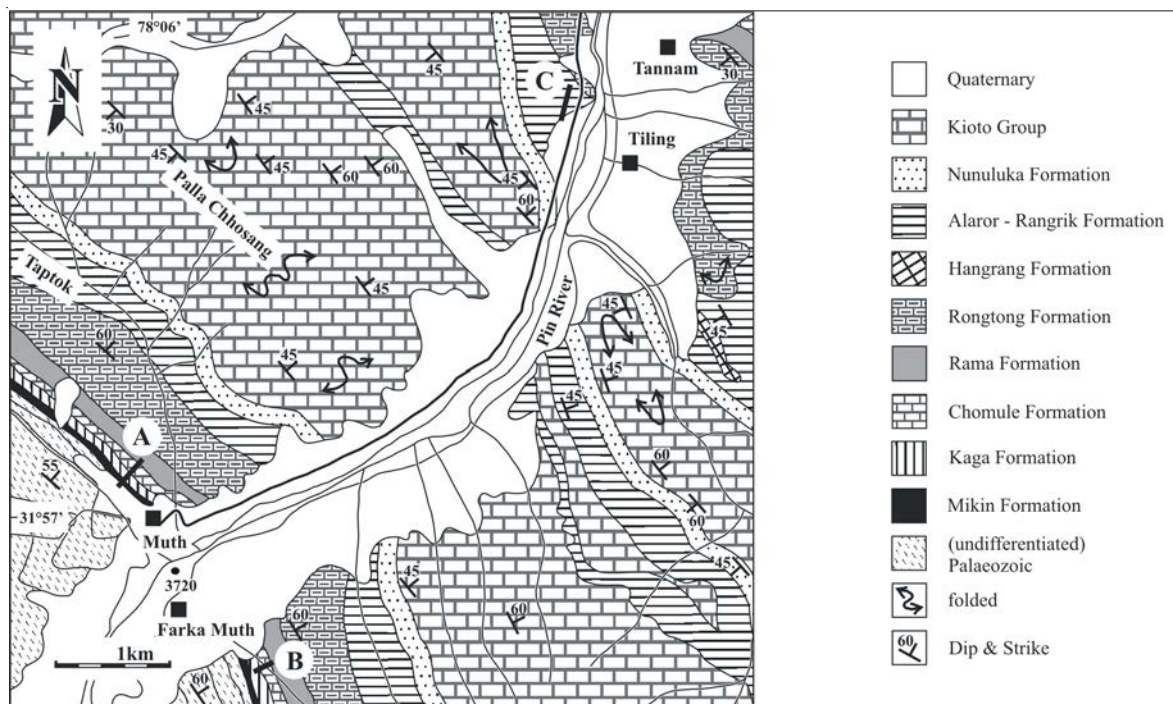 78°06'
N
45
30
45
45
45
60
60
45
60
C
Tannam
30
Tiling
Palla Chhosang
Taptok
45
60
45
Pin River
45
45
45
45
60
60
45
A
55
31°57'
Muth
3720
Farka Muth
60
B
60
45
60
1km
Quaternary
Kioto Group
Nunuluka Formation
Alaror - Rangrik Formation
Hangrang Formation
Rongtong Formation
Rama Formation
Chomule Formation
Kaga Formation
Mikin Formation
(undifferentiated)
Palaeozoic
folded
60
Dip & Strike